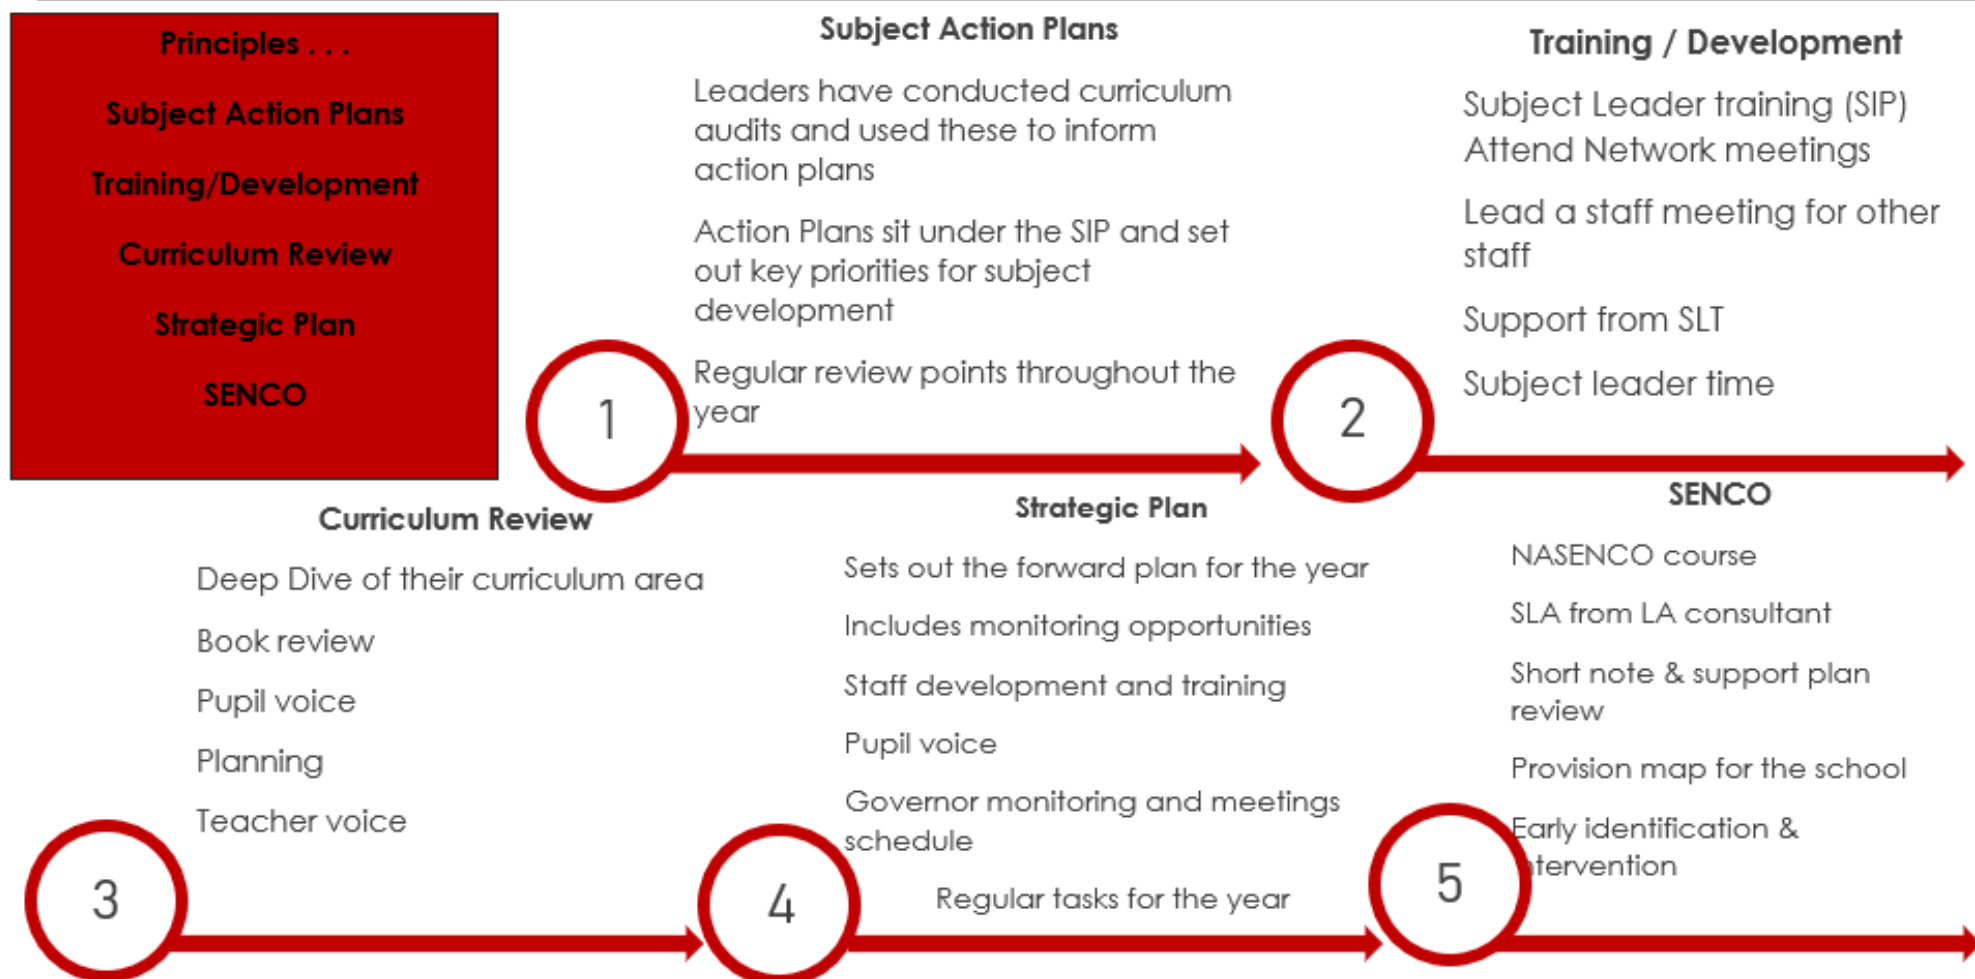 Principles . . .
Subject Action Plans
Training/Development
Curriculum Review
Strategic Plan
SENCO
Subject Action Plans
Leaders have conducted curriculum
audits and used these to inform
action plans
Action Plans sit under the SIP and set
out key priorities for subject
development
Regular review points throughout the
year
1
Training / Development
Subject Leader training (SIP)
Attend Network meetings
Lead a staff meeting for other
staff
Support from SLT
Subject leader time
2
Curriculum Review
Deep Dive of their curriculum area
Book review
Pupil voice
Planning
Teacher voice
3
Strategic Plan
Sets out the forward plan for the year
Includes monitoring opportunities
Staff development and training
Pupil voice
Governor monitoring and meetings
schedule
Regular tasks for the year
4
SENCO
NASENCO course
SLA from LA consultant
Short note & support plan
review
Provision map for the school
Early identification &
intervention
5